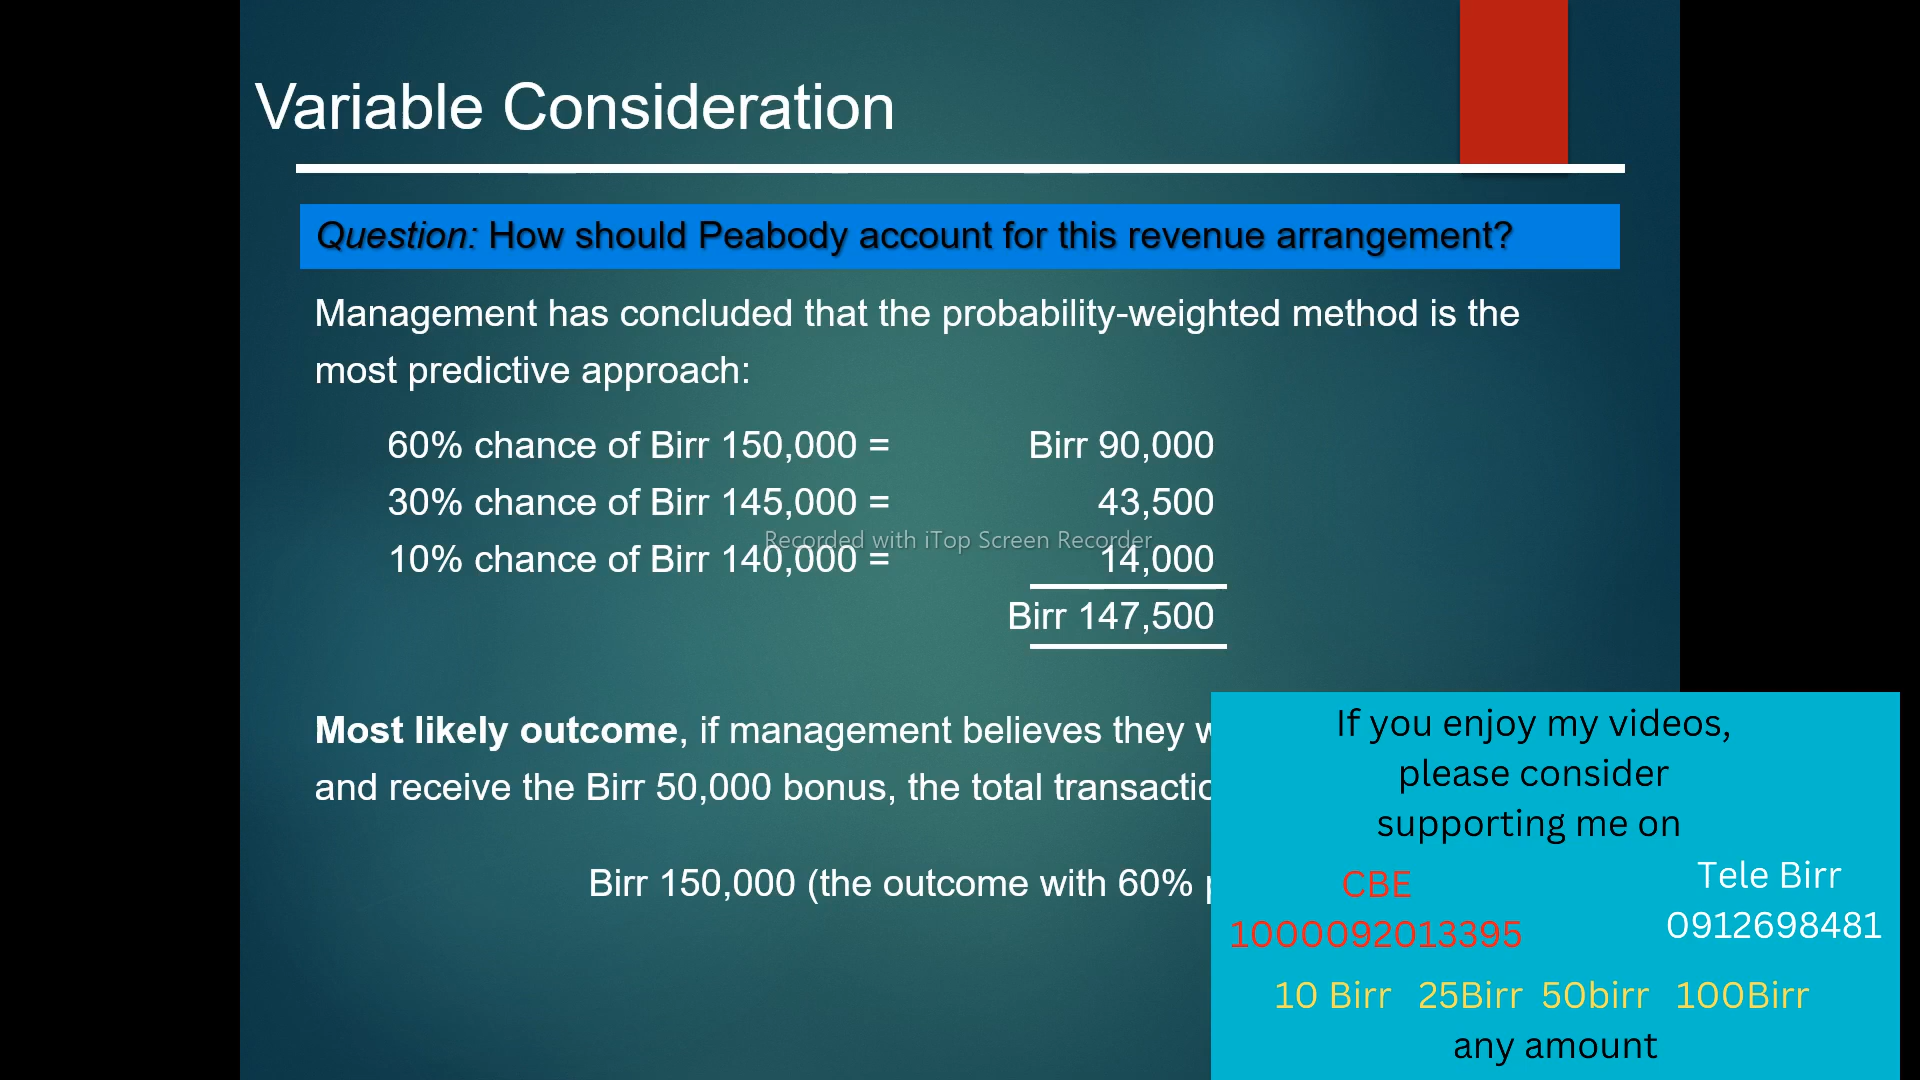 Variable Consideration
Question: How should Peabody account for this revenue arrangement?
Management has concluded that the probability-weighted method is the
most predictive approach:
60% chance of Birr 150,000 = Birr 90,000
30% chance of Birr 145,000 = 43,500
Recorded with iTop Screen Recorder
10% chance of Birr 140,000 = 14,000
Birr 147,500
Most likely outcome, if management believes they
and receive the Birr 50,000 bonus, the total
Birr 150,000 (the outcome with 60%
If you enjoy my videos,
please consider
supporting me on
CBE
1000092013395
Tele Birr
0912698481
10 Birr 25Birr 50birr 100Birr
any amount